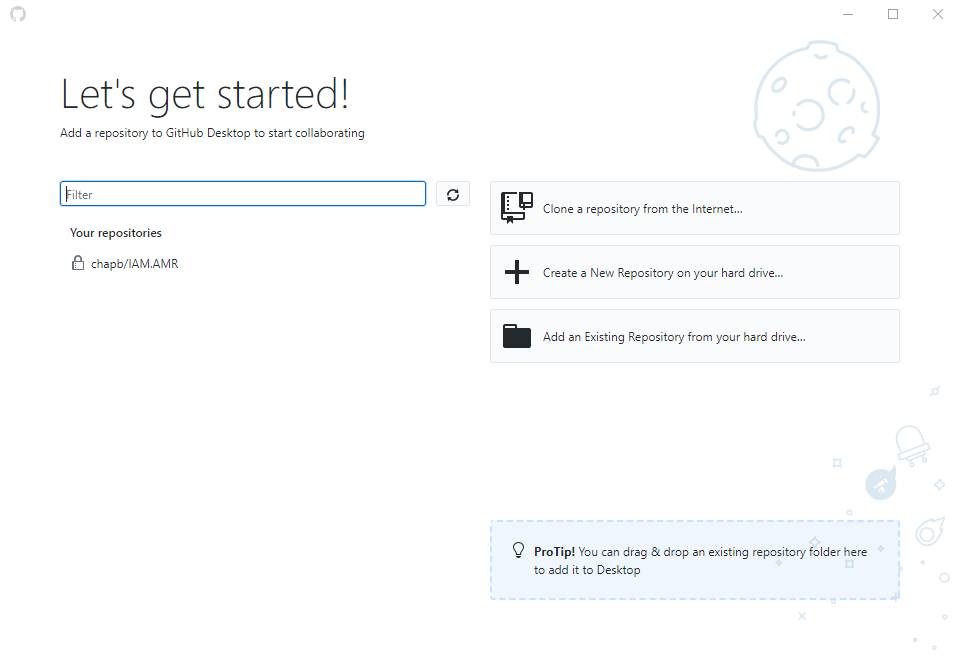 Let's get started!
Add a repository to GitHub Desktop to start collaborating
Filter
Your repositories
chapb/IAM.AMR
Clone a repository from the Internet...
Create a New Repository on your hard drive...
Add an Existing Repository from your hard drive...
ProTip! You can drag & drop an existing repository folder here
to add it to Desktop